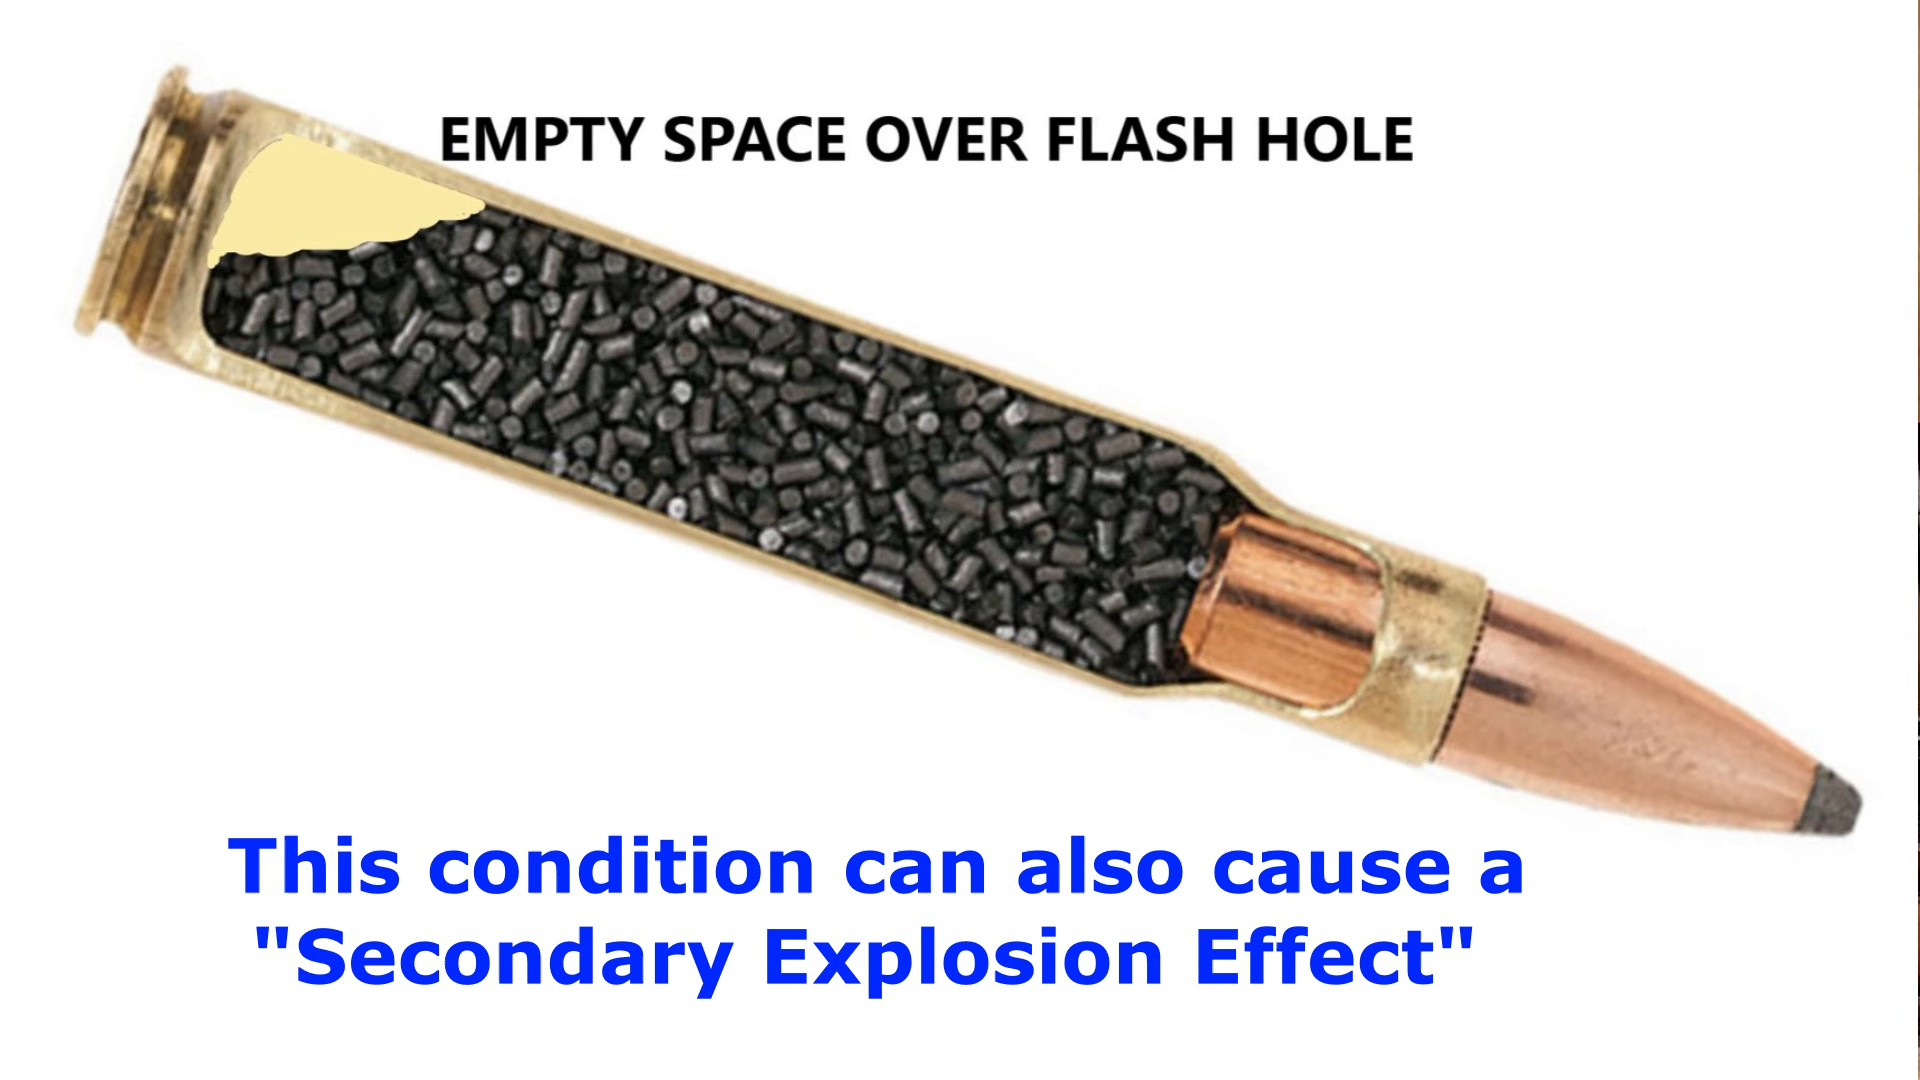 EMPTY SPACE OVER FLASH HOLE
This condition can also cause a
"Secondary Explosion Effect"